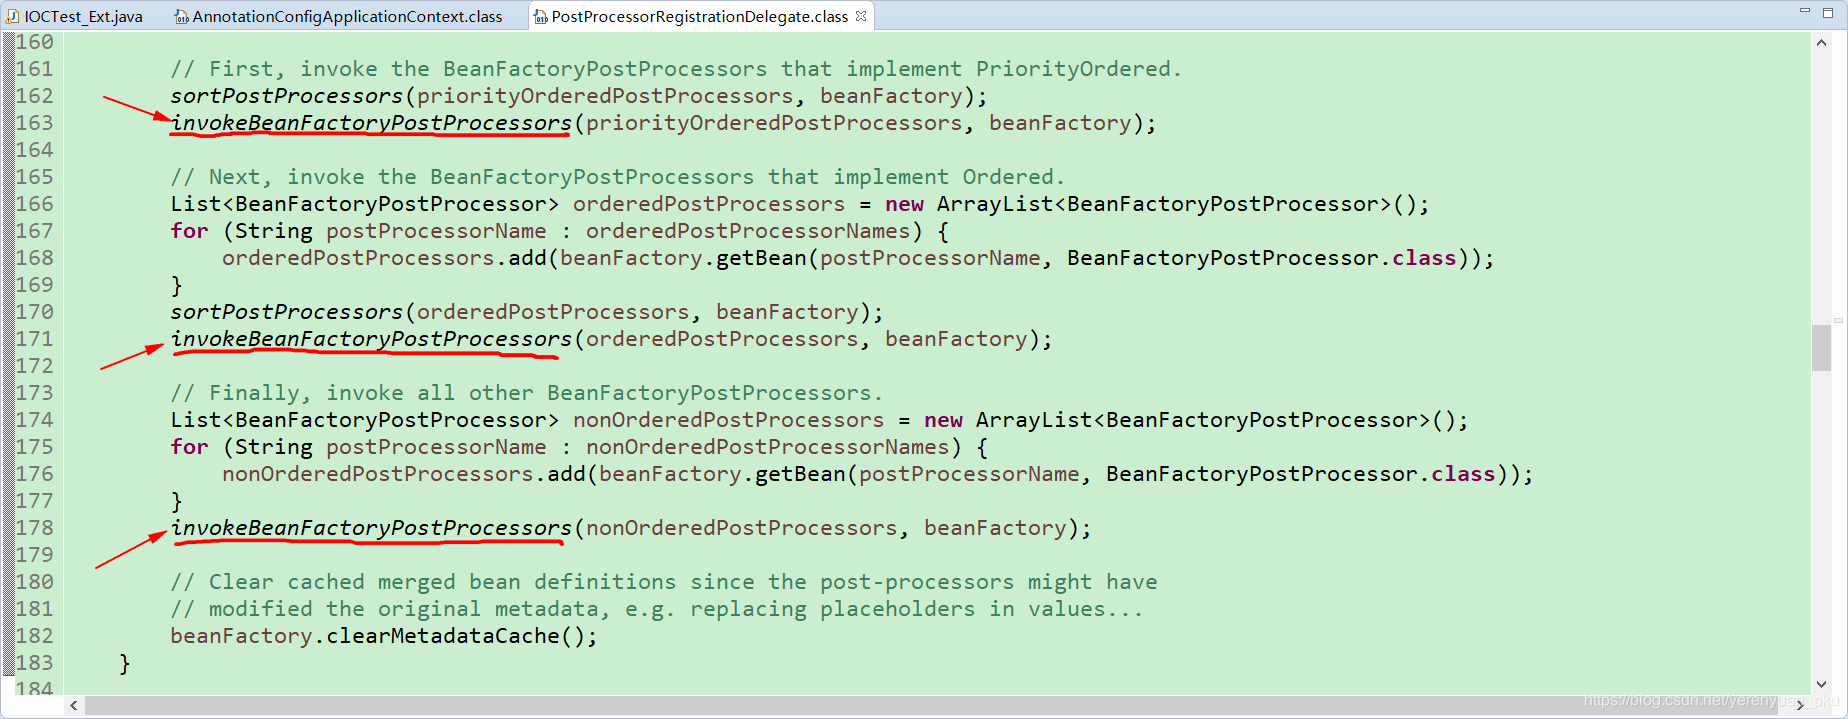 IOCTest_Ext.java AnnotationConfigApplicationContext.class PostProcessorRegistrationDelegate.class
160
161 // First, invoke the BeanFactoryPostProcessors that implement PriorityOrdered.
162 sortPostProcessors(priorityOrderedPostProcessors, beanFactory);
163 invokeBeanFactoryPostProcessors(priorityOrderedPostProcessors, beanFactory);
164
165 // Next, invoke the BeanFactoryPostProcessors that implement Ordered.
166 List<BeanFactoryPostProcessor> orderedPostProcessors = new ArrayList<BeanFactoryPostProcessor>();
167 for (String postProcessorName : orderedPostProcessorNames) {
168 orderedPostProcessors.add(beanFactory.getBean(postProcessorName, BeanFactoryPostProcessor.class));
169 }
170 sortPostProcessors(orderedPostProcessors, beanFactory);
171 invokeBeanFactoryPostProcessors(orderedPostProcessors, beanFactory);
172
173 // Finally, invoke all other BeanFactoryPostProcessors.
174 List<BeanFactoryPostProcessor> nonOrderedPostProcessors = new ArrayList<BeanFactoryPostProcessor>();
175 for (String postProcessorName : nonOrderedPostProcessorNames) {
176 nonOrderedPostProcessors.add(beanFactory.getBean(postProcessorName, BeanFactoryPostProcessor.class));
177 }
178 invokeBeanFactoryPostProcessors(nonOrderedPostProcessors, beanFactory);
179
180 // Clear cached merged bean definitions since the post-processors might have
181 // modified the original metadata, e.g. replacing placeholders in values...
182 beanFactory.clearMetadataCache();
183 }
184
https://blog.csdn.net/yerenyuan_pku